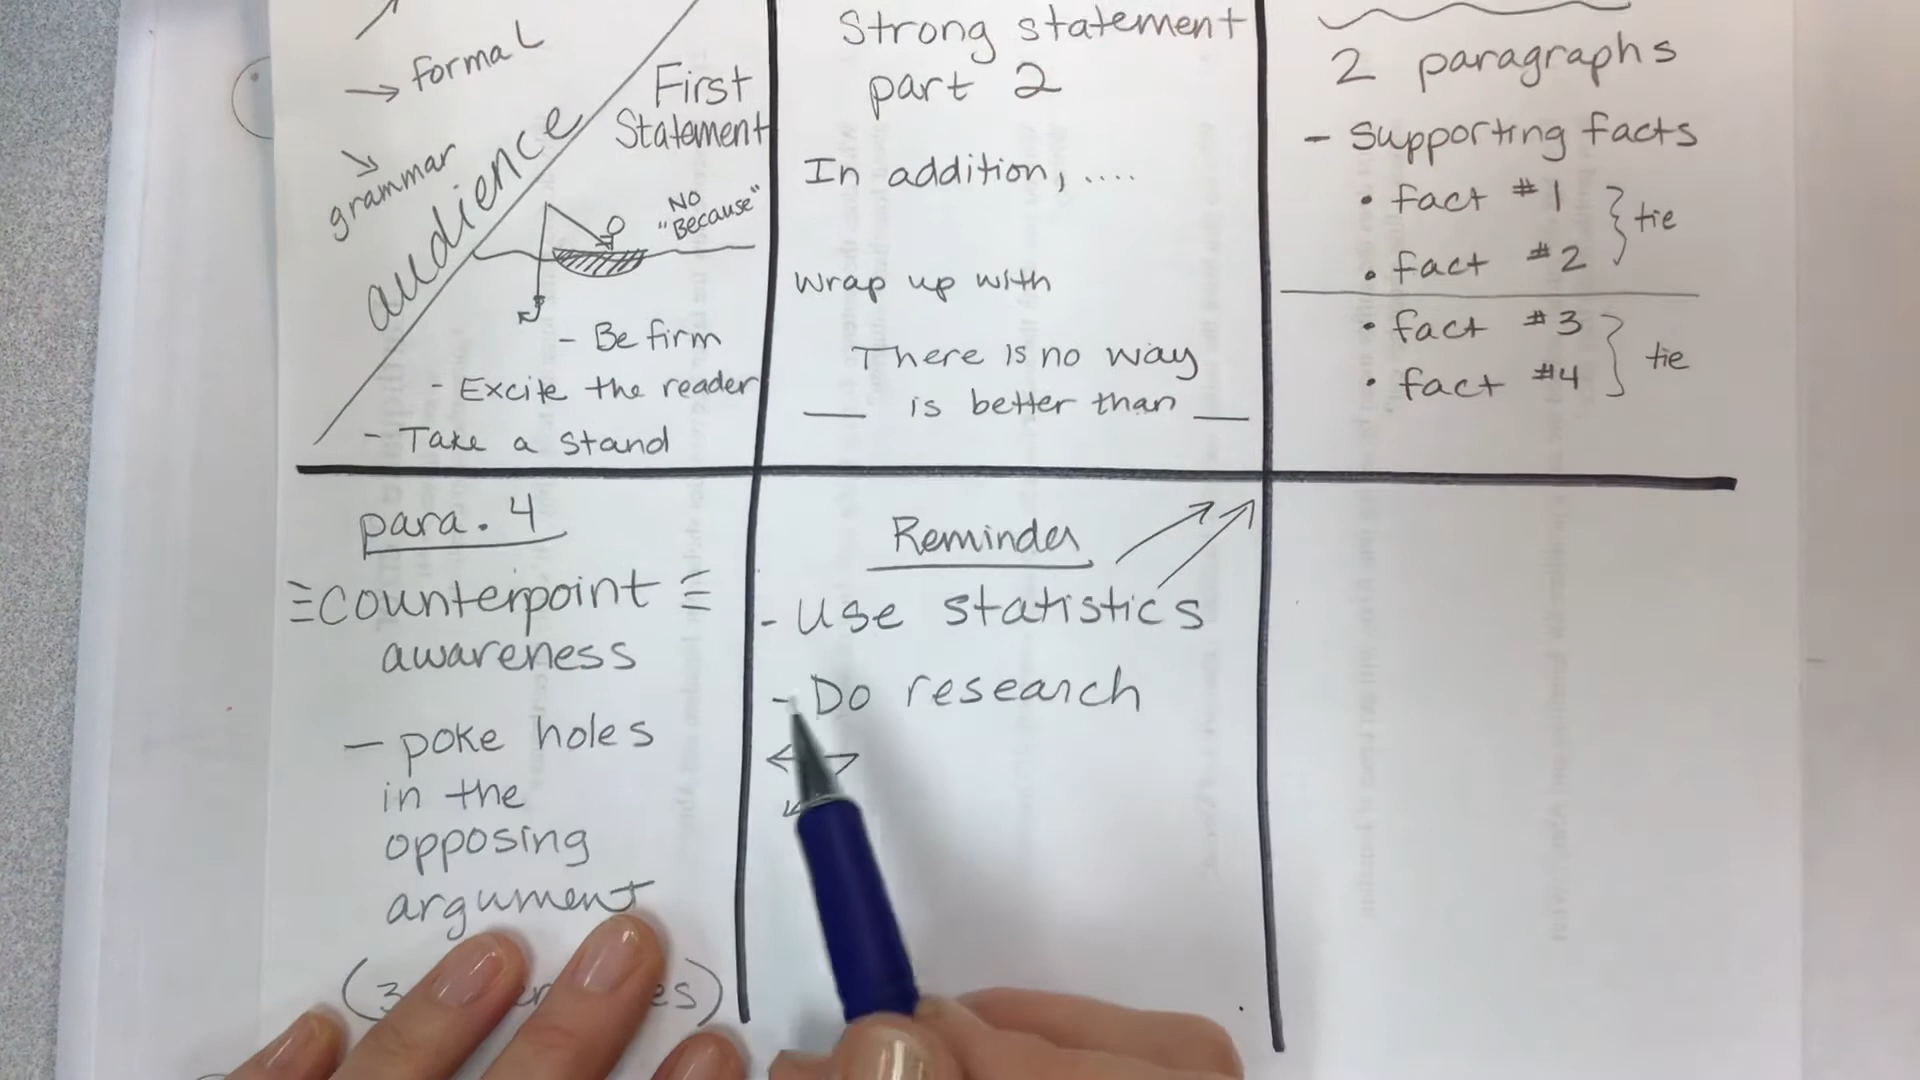 formal
grammar
audience
First
Statement
NO
"Because"
- Be firm
- Excite the reader
- Take a stand
Strong statement
part 2
In addition, ....
Wrap up with
There is no way
___ is better than ___
2 paragraphs
- Supporting facts
• fact #1
• fact #2
tie
• fact #3
• fact #4
tie
para. 4
counterpoint
awareness
- poke holes
in the
opposing
argument
(3
Reminder
- Use statistics
- Do research